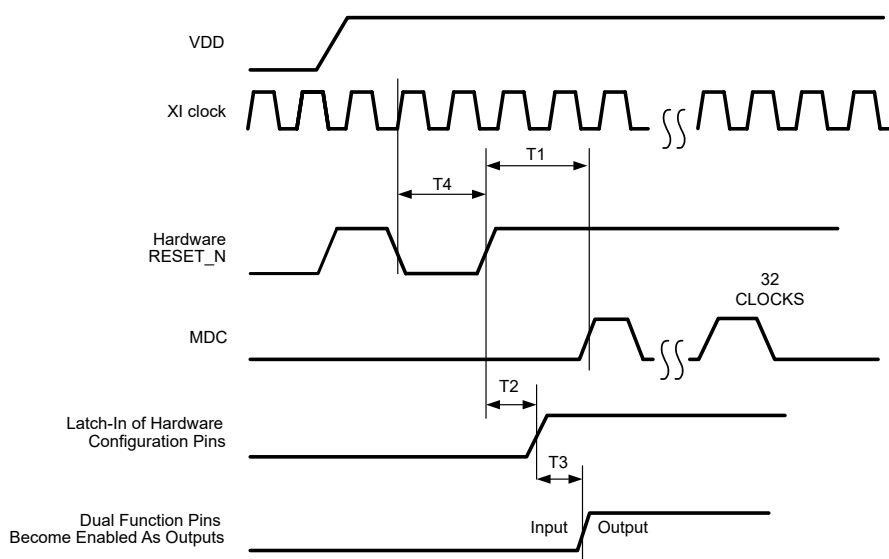 VDD
XI clock
T1
T4
Hardware
RESET_N
32
CLOCKS
MDC
T2
Latch-In of Hardware
Configuration Pins
T3
Dual Function Pins
Become Enabled As Outputs
Input
Output